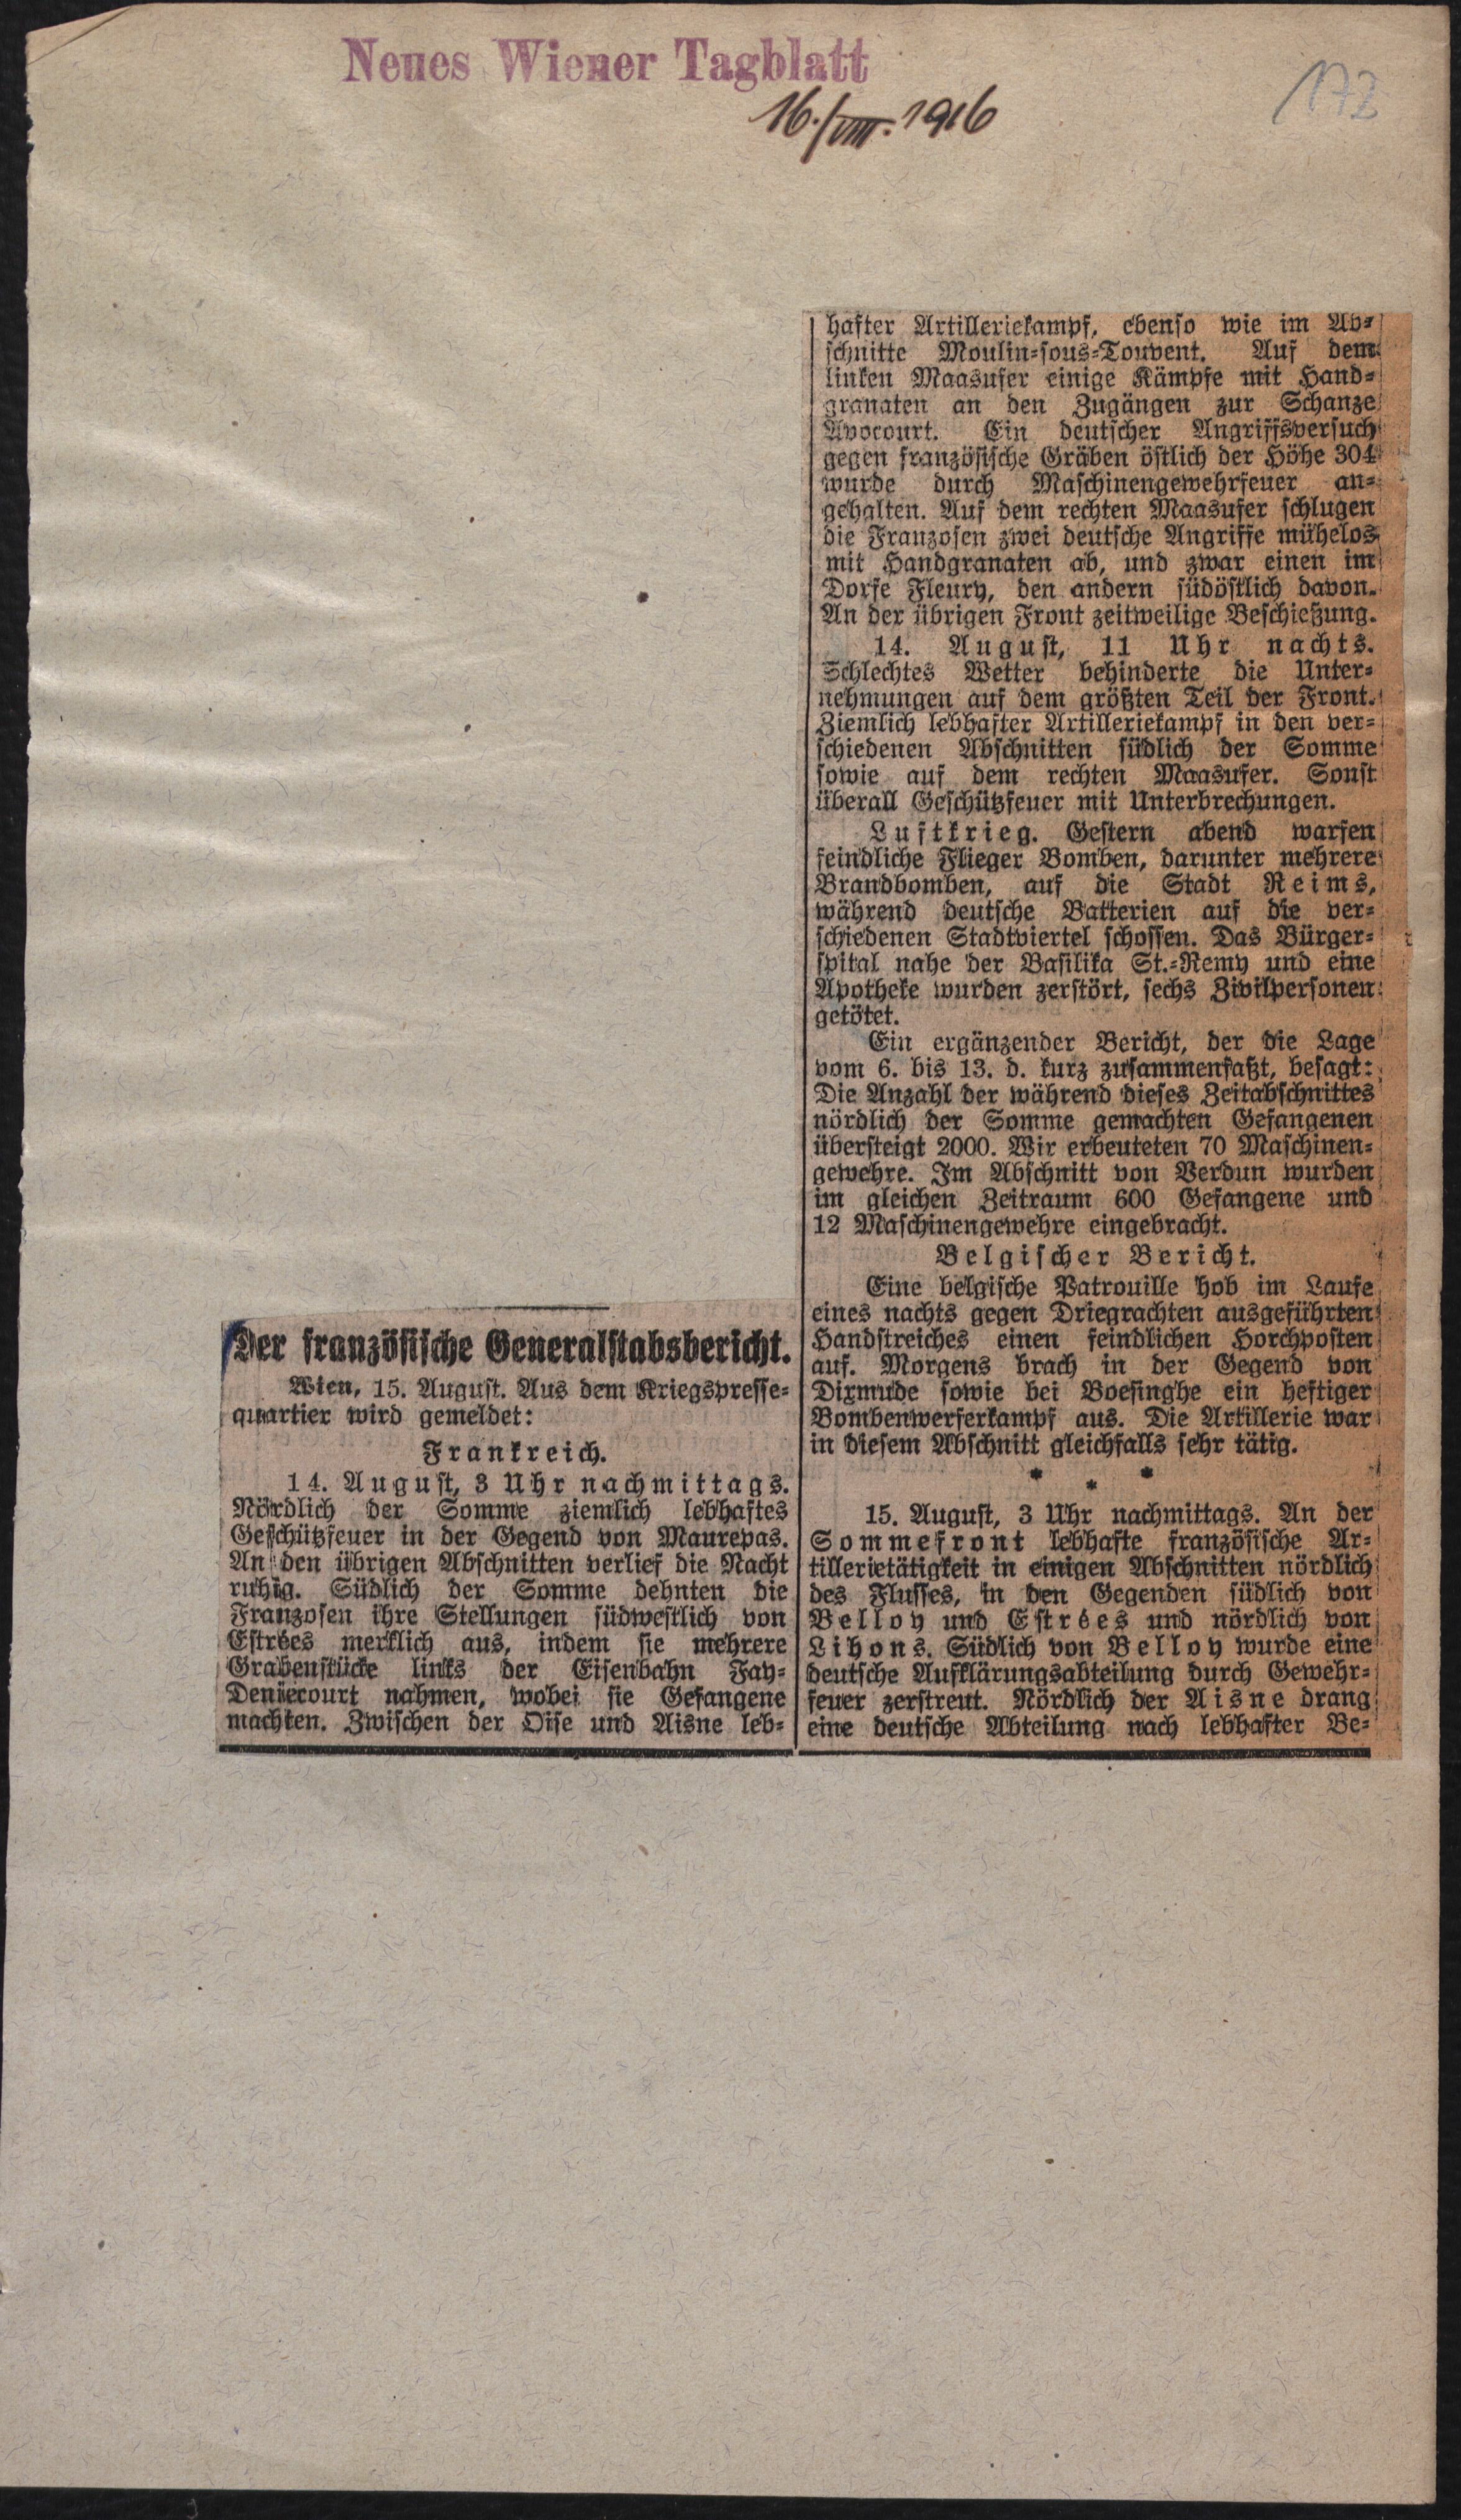 Neues Wiener Tagblatt
16./VIII. 1916
172
Der französische Generalstabsbericht.
Wien, 15. August. Aus dem Kriegspresse-
quartier wird gemeldet:
Frankreich.
14. August, 3 Uhr nachmittags.
Nördlich der Somme ziemlich lebhaftes
Geschützfeuer in der Gegend von Maurepas.
An den übrigen Abschnitten verlief die Nacht
ruhig. Südlich der Somme dehnten die
Franzosen ihre Stellungen südwestlich von
Estrées merklich aus, indem sie mehrere
Grabenstücke links der Eisenbahn Fay-
Deniecourt nahmen, wobei sie Gefangene
machten. Zwischen der Oise und Aisne leb-
hafter Artilleriekampf, ebenso wie im Ab-
schnitte Moulin-sous-Touvent. Auf dem
linken Maasufer einige Kämpfe mit Hand-
granaten an den Zugängen zur Schanze
Avocourt. Ein deutscher Angriffsversuch
gegen französische Gräben östlich der Höhe 304
wurde durch Maschinengewehrfeuer an-
gehalten. Auf dem rechten Maasufer schlugen
die Franzosen zwei deutsche Angriffe mühelos
mit Handgranaten ab, und zwar einen im
Dorfe Fleury, den andern südöstlich davon.
An der übrigen Front zeitweilige Beschießung.
14. August, 11 Uhr nachts.
Schlechtes Wetter behinderte die Unter-
nehmungen auf dem größten Teil der Front.
Ziemlich lebhafter Artilleriekampf in den ver-
schiedenen Abschnitten südlich der Somme
sowie auf dem rechten Maasufer. Sonst
überall Geschützfeuer mit Unterbrechungen.
Luftkrieg. Gestern abend warfen
feindliche Flieger Bomben, darunter mehrere
Brandbomben, auf die Stadt Reims,
während deutsche Batterien auf die ver-
schiedenen Stadtviertel schossen. Das Bürger-
spital nahe der Basilika St.-Remy und eine
Apotheke wurden zerstört, sechs Zivilpersonen
getötet.
Ein ergänzender Bericht, der die Lage
vom 6. bis 13. d. kurz zusammenfaßt, besagt:
Die Anzahl der während dieses Zeitabschnittes
nördlich der Somme gemachten Gefangenen
übersteigt 2000. Wir erbeuteten 70 Maschinen-
gewehre. Im Abschnitt von Verdun wurden
im gleichen Zeitraum 600 Gefangene und
12 Maschinengewehre eingebracht.
Belgischer Bericht.
Eine belgische Patrouille hob im Laufe
eines nachts gegen Driegrachten ausgeführten
Handstreiches einen feindlichen Horchposten
auf. Morgens brach in der Gegend von
Dixmude sowie bei Boesinghe ein heftiger
Bombenwerferkampf aus. Die Artillerie war
in diesem Abschnitt gleichfalls sehr tätig.
* * *
15. August, 3 Uhr nachmittags. An der
Sommefront lebhafte französische Ar-
tillerietätigkeit in einigen Abschnitten nördlich
des Flusses, in den Gegenden südlich von
Belloy und Estrées und nördlich von
Lihons. Südlich von Belloy wurde eine
deutsche Aufklärungsabteilung durch Gewehr-
feuer zerstreut. Nördlich der Aisne drang
eine deutsche Abteilung nach lebhafter Be-